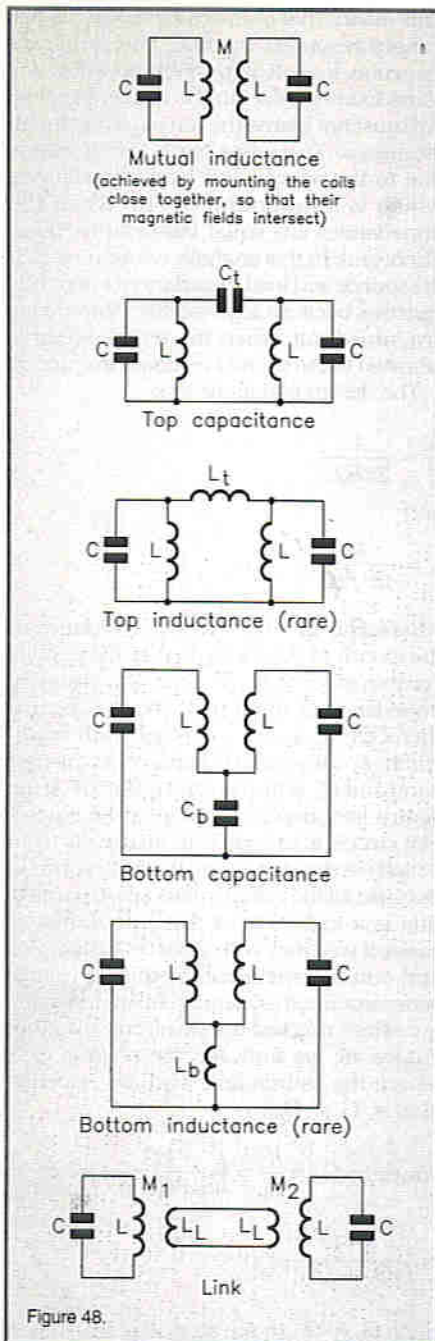 M
C L L C
Mutual inductance
(achieved by mounting the coils
close together, so that their
magnetic fields intersect)
Ct
C L L C
Top capacitance
Lt
C L L C
Top inductance (rare)
C L L C
Cb
Bottom capacitance
C L L C
Lb
Bottom inductance (rare)
M1 M2
C L LL LL L C
Link
Figure 48.